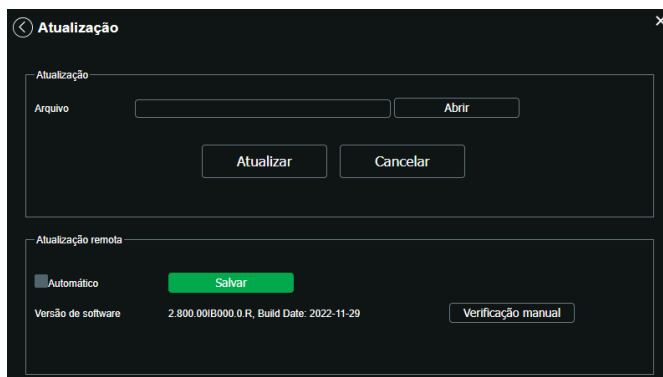 Atualização
Atualização
Arquivo Abrir
Atualizar Cancelar
Atualização remota
Automático Salvar
Versão de software 2.800.00IB000.0.R, Build Date: 2022-11-29 Verificação manual